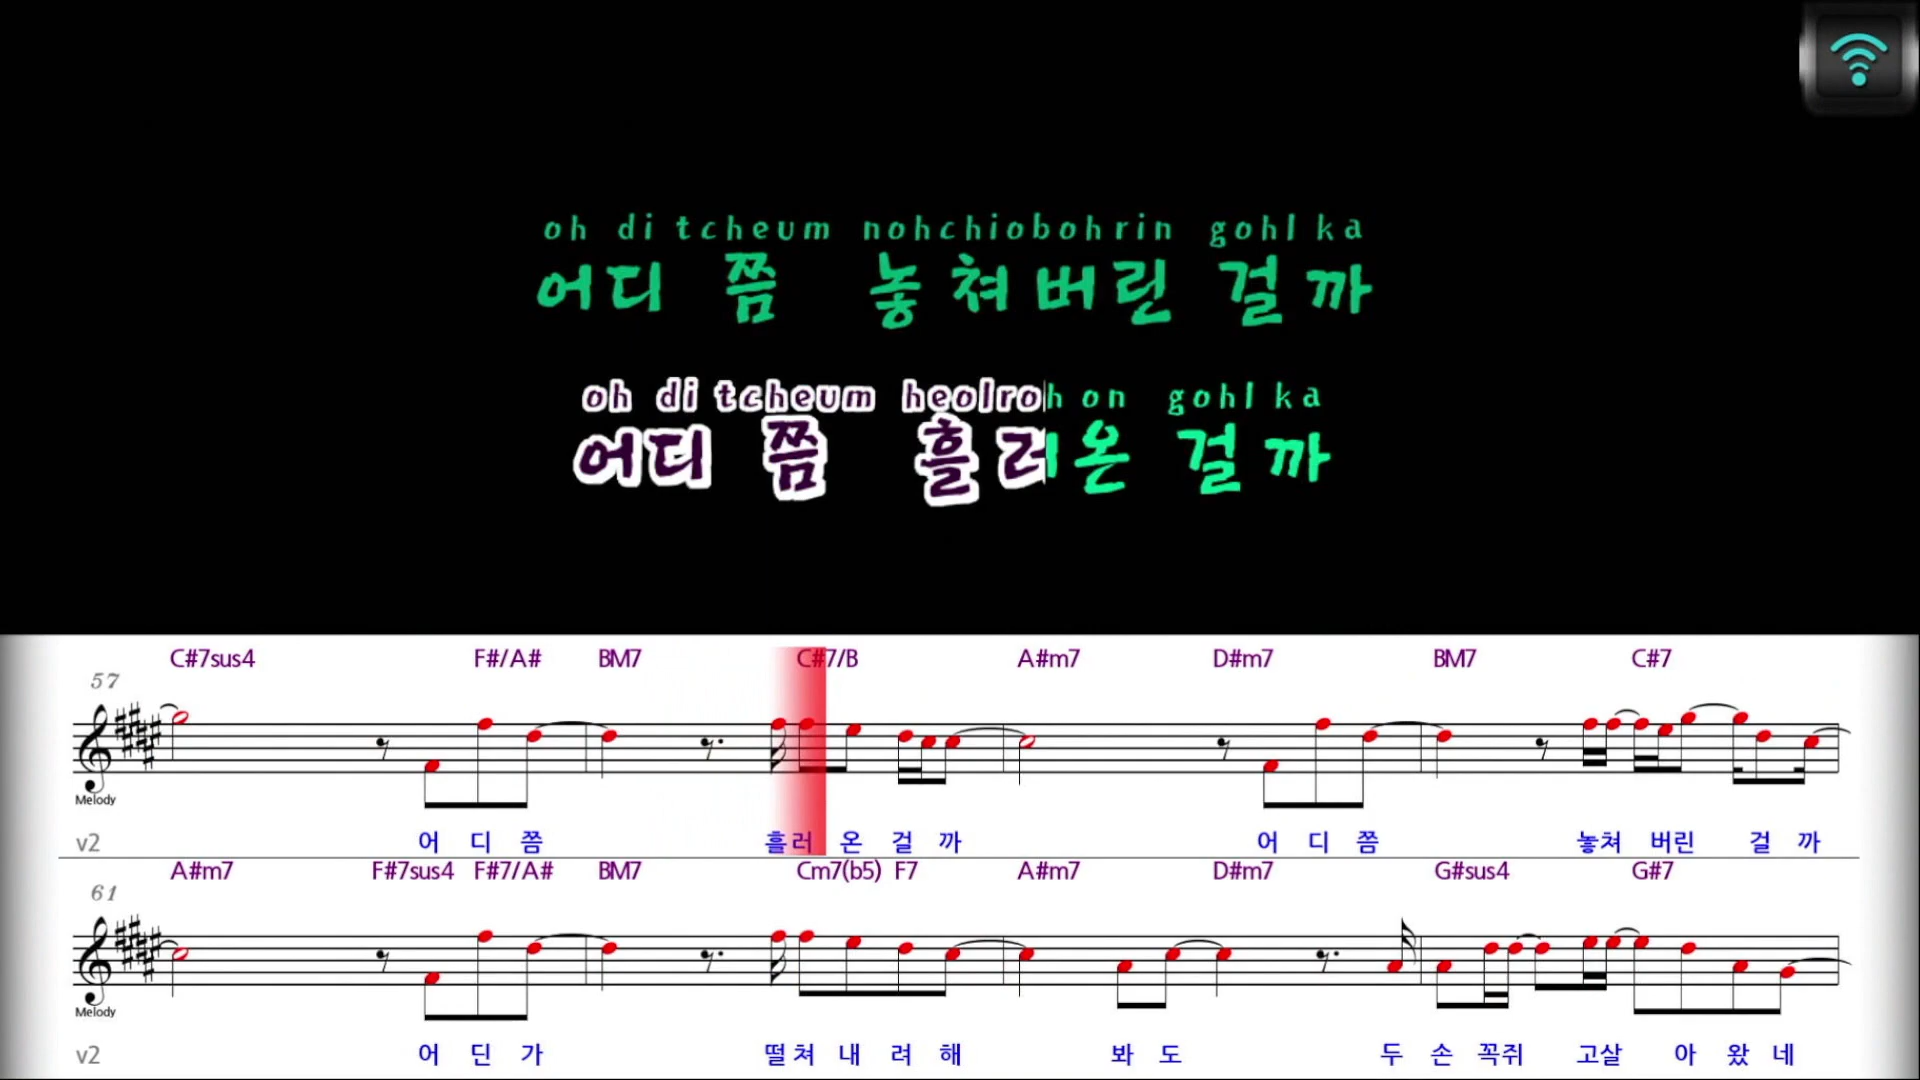 oh di tcheum nohchiobohrin gohl ka
어디 쯤 놓쳐버린 걸까
oh di tcheum heolroh on gohl ka
어디 쯤 흘러온 걸까
C#7sus4 F#/A# BM7 C#7/B A#m7 D#m7 BM7 C#7
57
Melody
v2 어 디 쯤 흘러 온 걸 까 어 디 쯤 놓쳐 버린 걸 까
A#m7 F#7sus4 F#7/A# BM7 Cm7(b5) F7 A#m7 D#m7 G#sus4 G#7
61
Melody
v2 어 딘 가 떨쳐 내 려 해 봐 도 두 손 꼭쥐 고살 아 왔 네